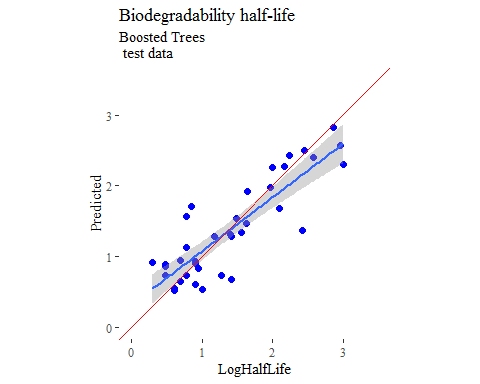 Biodegradability half-life
Boosted Trees
test data
3
2
1
0
Predicted
0 1 2 3
LogHalfLife